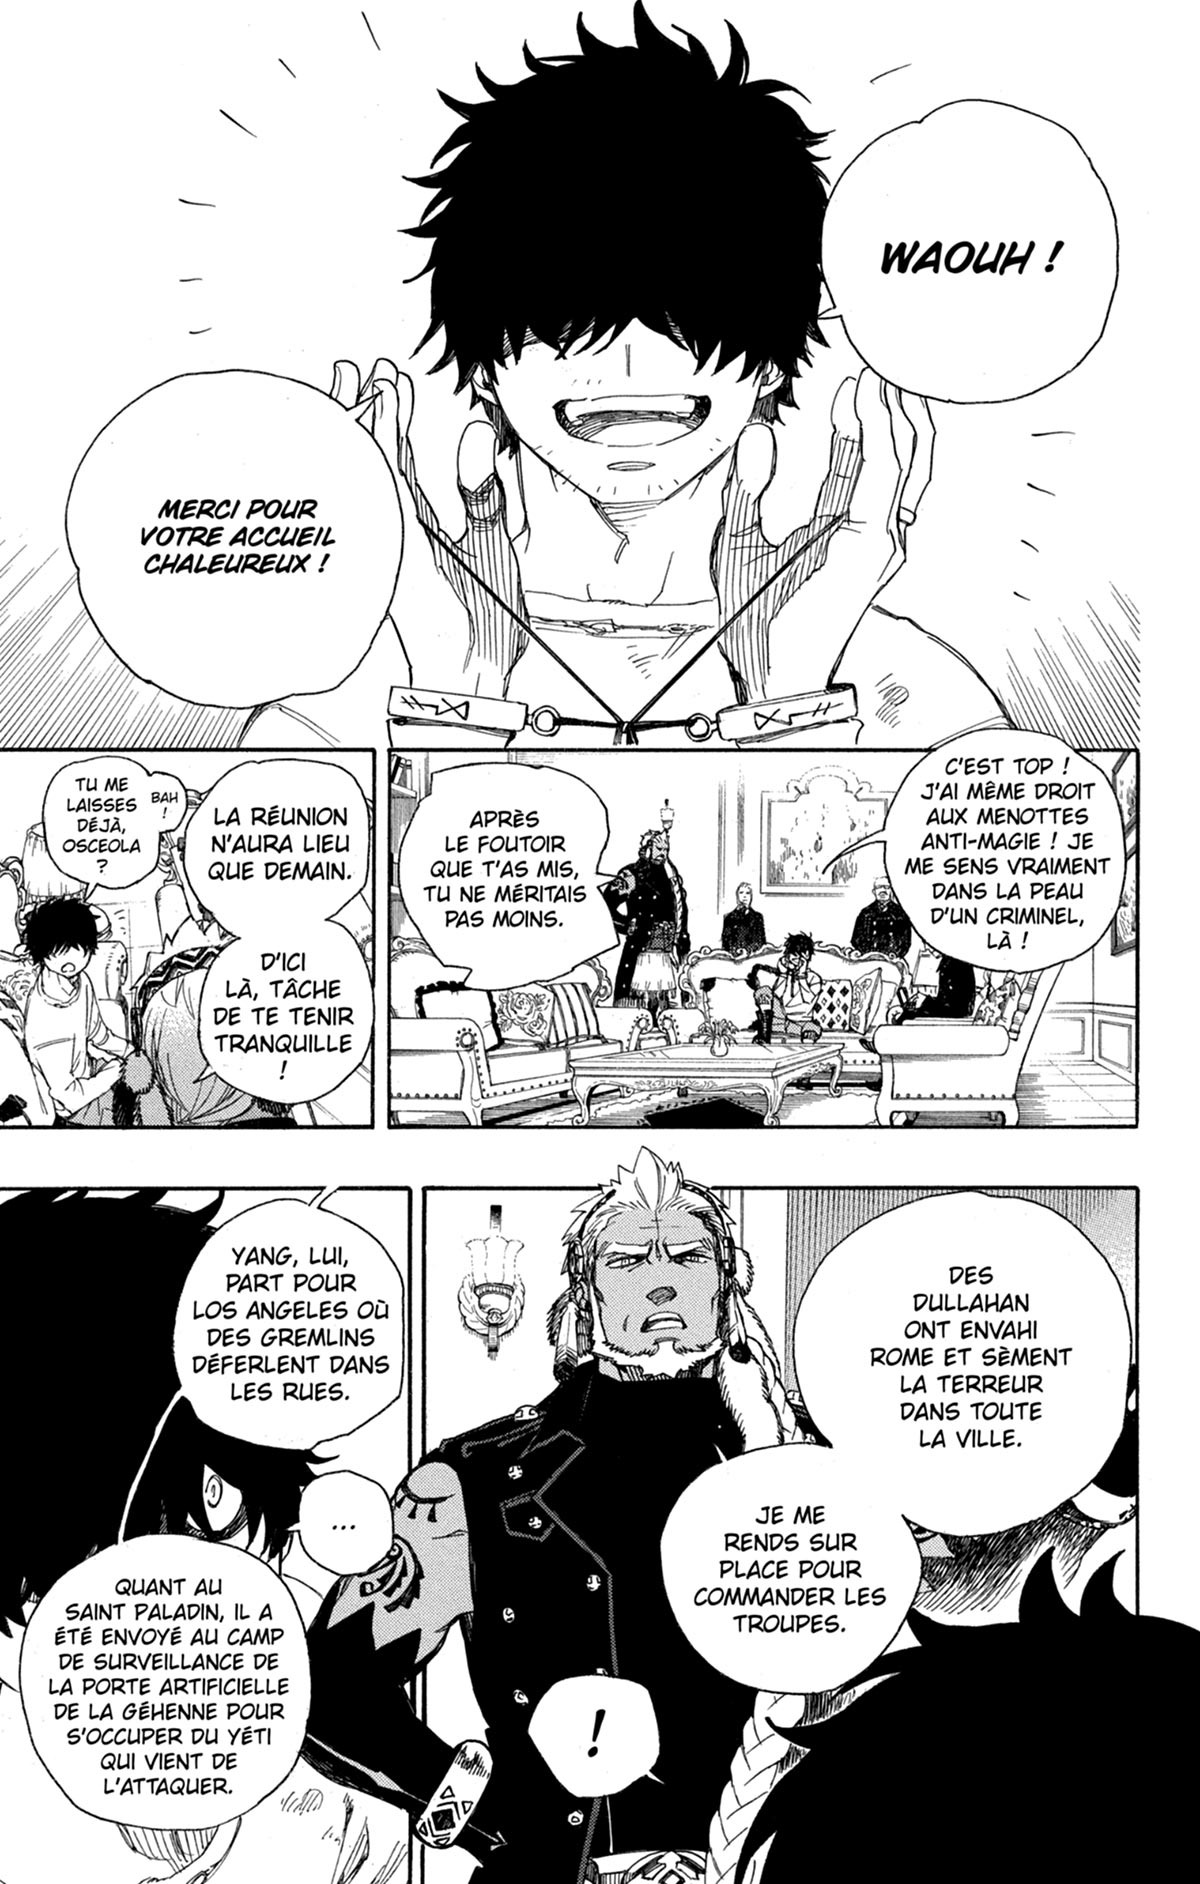 WAOUH !
MERCI POUR
VOTRE ACCUEIL
CHALEUREUX !
C'EST TOP !
J'AI MÊME DROIT
AUX MENOTTES
ANTI-MAGIE ! JE
ME SENS VRAIMENT
DANS LA PEAU
D'UN CRIMINEL,
LÀ !
APRÈS
LE FOUTOIR
QUE T'AS MIS,
TU NE MÉRITAIS
PAS MOINS.
LA RÉUNION
N'AURA LIEU
QUE DEMAIN.
D'ICI
LÀ, TÂCHE
DE TE TENIR
TRANQUILLE
!
BAH
!
TU ME
LAISSES
DÉJÀ,
OSCEOLA
?
DES
DULLAHAN
ONT ENVAHI
ROME ET SÈMENT
LA TERREUR
DANS TOUTE
LA VILLE.
JE ME
RENDS SUR
PLACE POUR
COMMANDER LES
TROUPES.
!
YANG, LUI,
PART POUR
LOS ANGELES OÙ
DES GREMLINS
DÉFERLENT DANS
LES RUES.
...
QUANT AU
SAINT PALADIN, IL A
ÉTÉ ENVOYÉ AU CAMP
DE SURVEILLANCE DE
LA PORTE ARTIFICIELLE
DE LA GÉHENNE POUR
S'OCCUPER DU YÉTI
QUI VIENT DE
L'ATTAQUER.